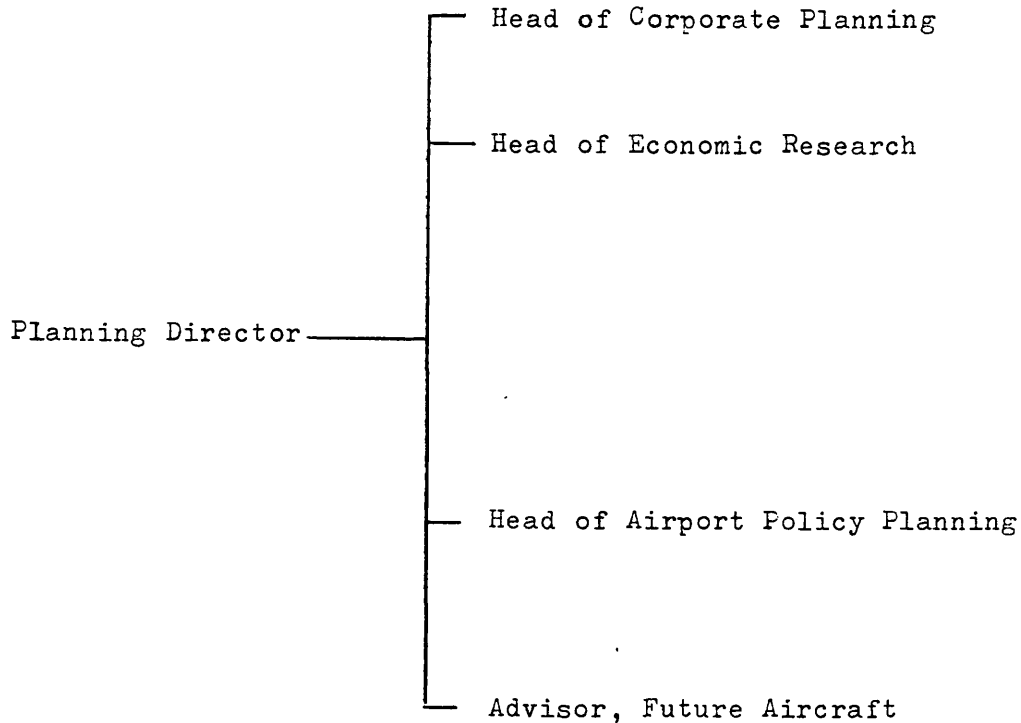 Head of Corporate Planning
Head of Economic Research
Planning Director
Head of Airport Policy Planning
Advisor, Future Aircraft